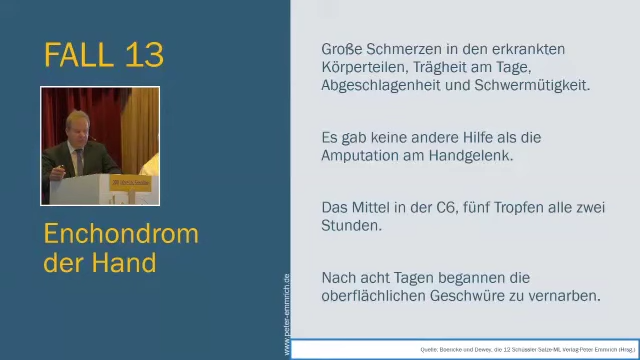 FALL 13
Enchondrom
der Hand
Große Schmerzen in den erkrankten
Körperteilen, Trägheit am Tage,
Abgeschlagenheit und Schwermütigkeit.
Es gab keine andere Hilfe als die
Amputation am Handgelenk.
Das Mittel in der C6, fünf Tropfen alle zwei
Stunden.
Nach acht Tagen begannen die
oberflächlichen Geschwüre zu vernarben.
www.peter-emmrich.de
Quelle: Boericke und Dewey, die 12 Schüssler Salze-ML Verlag-Peter Emmrich (Hrsg.)